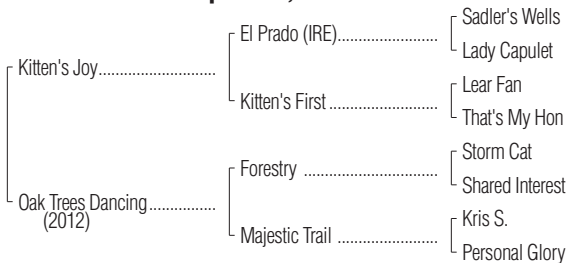 Sadler's Wells
El Prado (IRE)
Lady Capulet
Kitten's Joy
Lear Fan
Kitten's First
That's My Hon
Storm Cat
Forestry
Shared Interest
Oak Trees Dancing
(2012)
Kris S.
Majestic Trail
Personal Glory